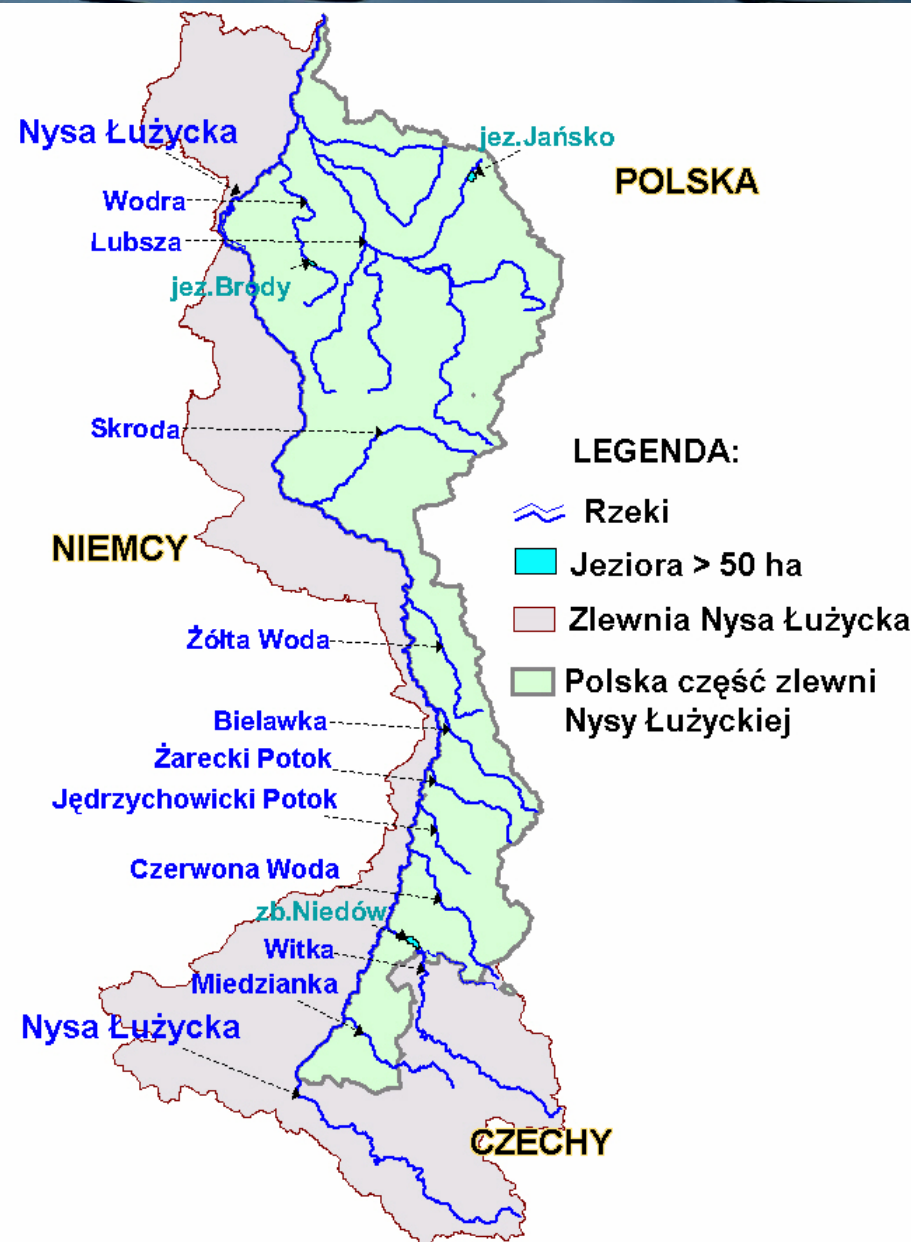 Nysa Łużycka
jez.Jańsko
POLSKA
Wodra
Lubsza
jez.Brody
Skroda
LEGENDA:
Rzeki
NIEMCY
Jeziora > 50 ha
Zlewnia Nysa Łużycka
Żółta Woda
Polska część zlewni
Nysy Łużyckiej
Bielawka
Żarecki Potok
Jędrzychowicki Potok
Czerwona Woda
zb.Niedów
Witka
Miedzianka
Nysa Łużycka
CZECHY